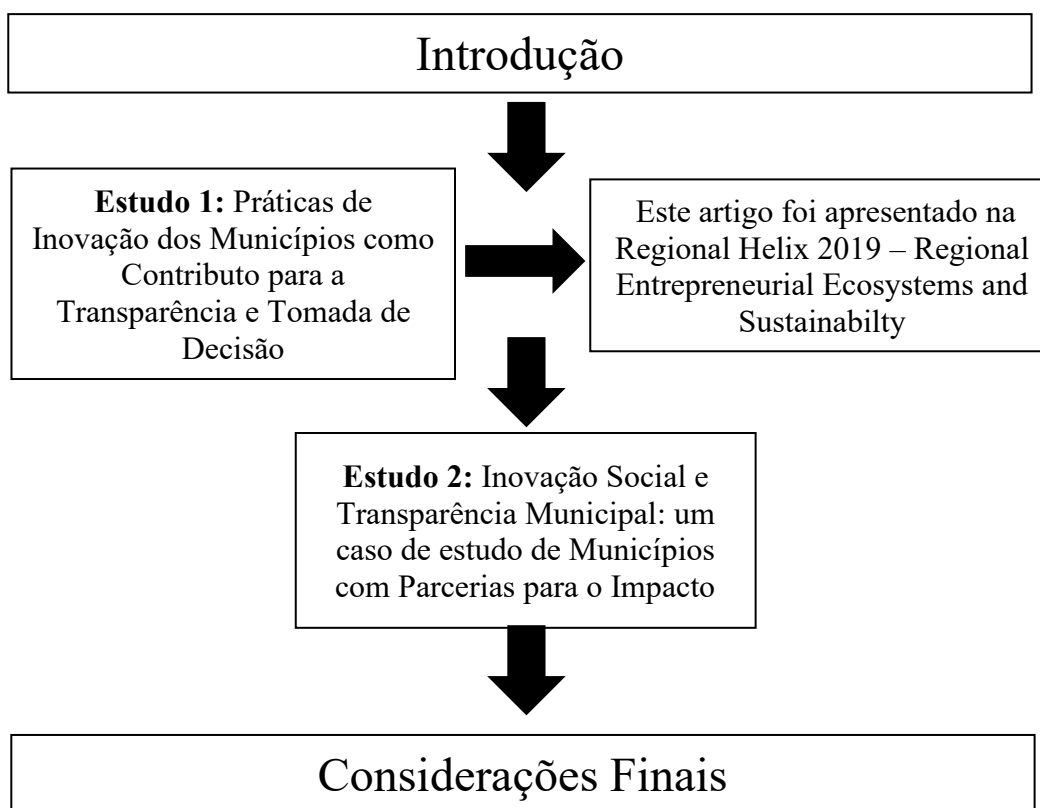 Introdução
Estudo 1: Práticas de
Inovação dos Municípios como
Contributo para a
Transparência e Tomada de
Decisão
Este artigo foi apresentado na
Regional Helix 2019 – Regional
Entrepreneurial Ecosystems and
Sustainabilty
Estudo 2: Inovação Social e
Transparência Municipal: um
caso de estudo de Municípios
com Parcerias para o Impacto
Considerações Finais